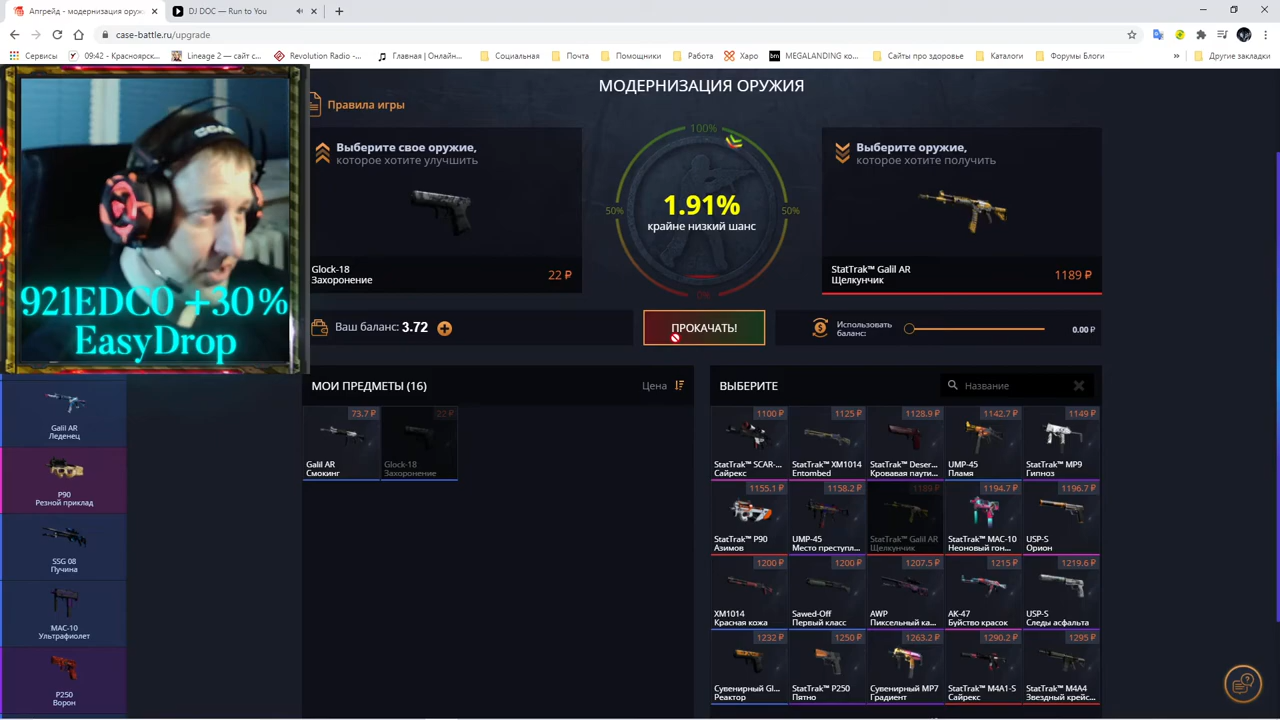 Апгрейд - модернизация оружи
DJ DOC — Run to You
case-battle.ru/upgrade
Сервисы
09:42 - Красноярск...
Lineage 2 — сайт с...
Revolution Radio –...
Главная | Онлайн...
Социальная
Почта
Помощники
Работа
Харо
MEGALANDING ко...
Сайты про здоровье
Каталоги
Форумы Блоги
Другие закладки
МОДЕРНИЗАЦИЯ ОРУЖИЯ
Правила игры
Выберите свое оружие,
которое хотите улучшить
Glock-18
Захоронение
22 ₽
100%
50%
50%
0%
1.91%
крайне низкий шанс
Выберите оружие,
которое хотите получить
StatTrak™ Galil AR
Щелкунчик
1189 ₽
921EDC0 +30%
EasyDrop
Ваш баланс: 3.72
ПРОКАЧАТЬ!
Использовать
баланс:
0.00 ₽
МОИ ПРЕДМЕТЫ (16)
Цена
ВЫБЕРИТЕ
Название
Galil AR
Леденец
P90
Резной приклад
SSG 08
Пучина
MAC-10
Ультрафиолет
P250
Ворон
73.7 ₽
Galil AR
Смокинг
22 ₽
Glock-18
Захоронение
1100 ₽
StatTrak™ SCAR-...
Сайрекс
1125 ₽
StatTrak™ XM1014
Entombed
1128.9 ₽
StatTrak™ Deser...
Кровавая паути...
1142.7 ₽
UMP-45
Пламя
1149 ₽
StatTrak™ MP9
Гипноз
1155.1 ₽
StatTrak™ P90
Азимов
1158.2 ₽
UMP-45
Место преступл...
1189 ₽
StatTrak™ Galil AR
Щелкунчик
1194.7 ₽
StatTrak™ MAC-10
Неоновый гон...
1196.7 ₽
USP-S
Орион
1200 ₽
XM1014
Красная кожа
1200 ₽
Sawed-Off
Первый класс
1207.5 ₽
AWP
Пиксельный ка...
1215 ₽
AK-47
Буйство красок
1219.6 ₽
USP-S
Следы асфальта
1232 ₽
Сувенирный Gl...
Реактор
1250 ₽
StatTrak™ P250
Пятно
1263.2 ₽
Сувенирный MP7
Градиент
1290.2 ₽
StatTrak™ M4A1-S
Сайрекс
1295 ₽
StatTrak™ M4A4
Звездный крейс...